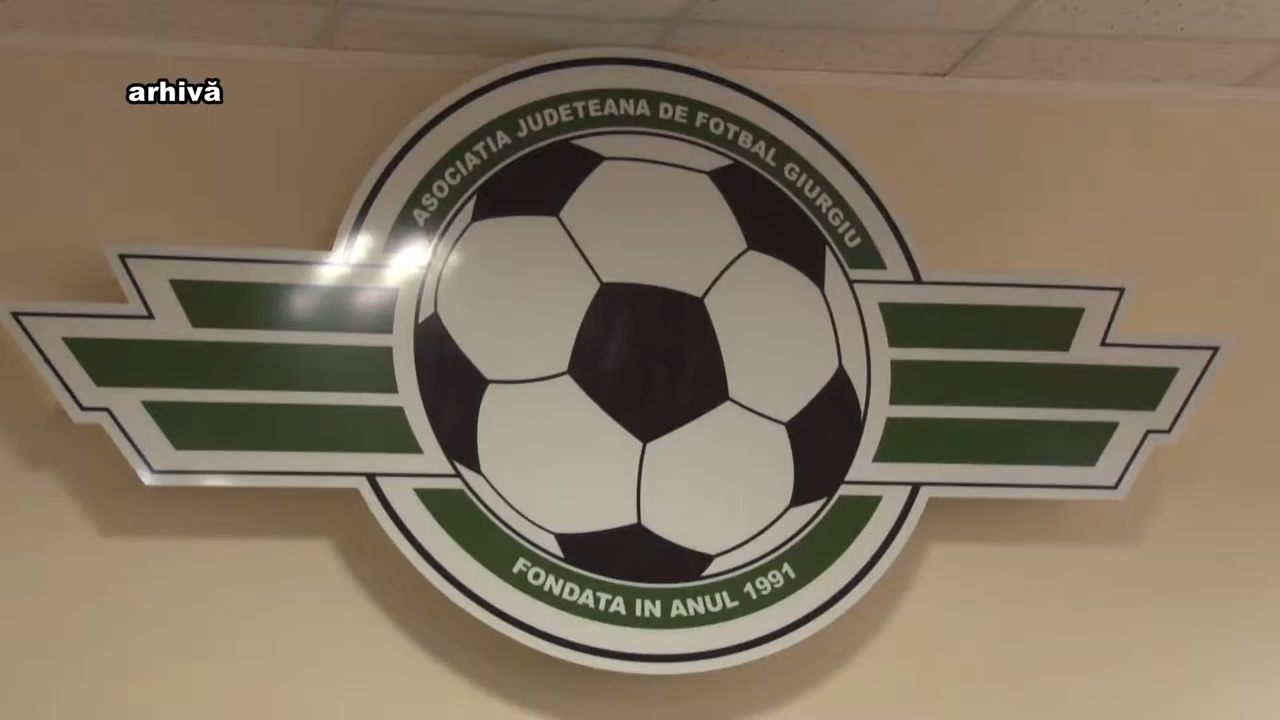 arhivă
ASOCIATIA JUDETEANA DE FOTBAL GIURGIU
FONDATA IN ANUL 1991